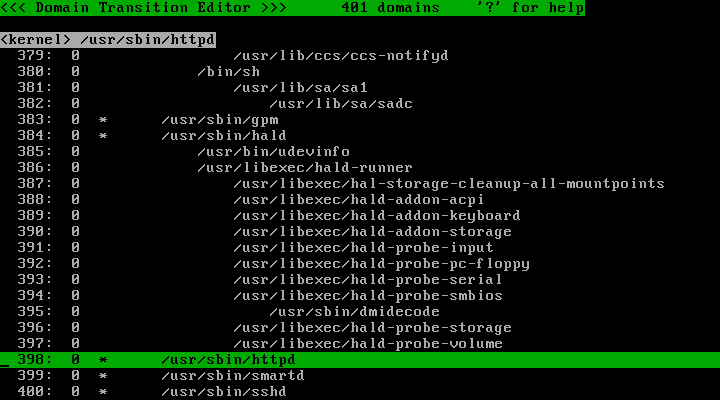 <<< Domain Transition Editor >>>      401 domains    '?' for help
<kernel> /usr/sbin/httpd
379:  0                 /usr/lib/ccs/ccs-notifyd
380:  0             /bin/sh
381:  0                 /usr/lib/sa/sa1
382:  0                     /usr/lib/sa/sadc
383:  0  *      /usr/sbin/gpm
384:  0  *      /usr/sbin/hald
385:  0             /usr/bin/udevinfo
386:  0             /usr/libexec/hald-runner
387:  0                 /usr/libexec/hal-storage-cleanup-all-mountpoints
388:  0                 /usr/libexec/hald-addon-acpi
389:  0                 /usr/libexec/hald-addon-keyboard
390:  0                 /usr/libexec/hald-addon-storage
391:  0                 /usr/libexec/hald-probe-input
392:  0                 /usr/libexec/hald-probe-pc-floppy
393:  0                 /usr/libexec/hald-probe-serial
394:  0                 /usr/libexec/hald-probe-smbios
395:  0                     /usr/sbin/dmidecode
396:  0                 /usr/libexec/hald-probe-storage
397:  0                 /usr/libexec/hald-probe-volume
398:  0  *      /usr/sbin/httpd
399:  0  *      /usr/sbin/smartd
400:  0  *      /usr/sbin/sshd